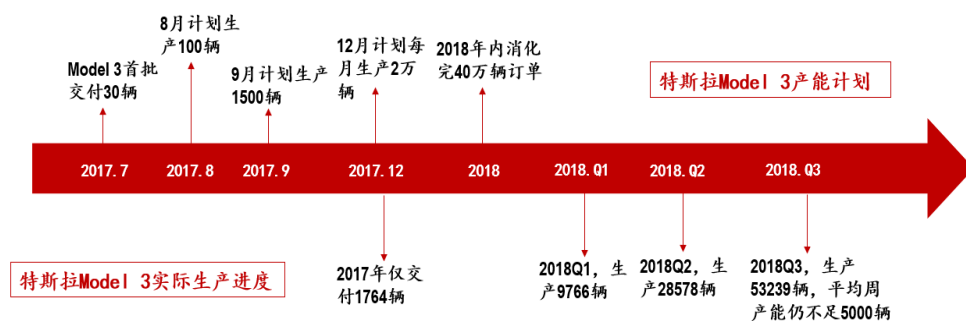 8月计划生
产100辆
Model 3首批
交付30辆
9月计划生产
1500辆
12月计划每
月生产2万
辆
2018年内消化
完40万辆订单
特斯拉Model 3产能计划
2017.7
2017.8
2017.9
2017.12
2018
2018.Q1
2018.Q2
2018.Q3
特斯拉Model 3实际生产进度
2017年仅交
付1764辆
2018Q1，生
产9766辆
2018Q2，生
产28578辆
2018Q3，生产
53239辆，平均周
产能仍不足5000辆